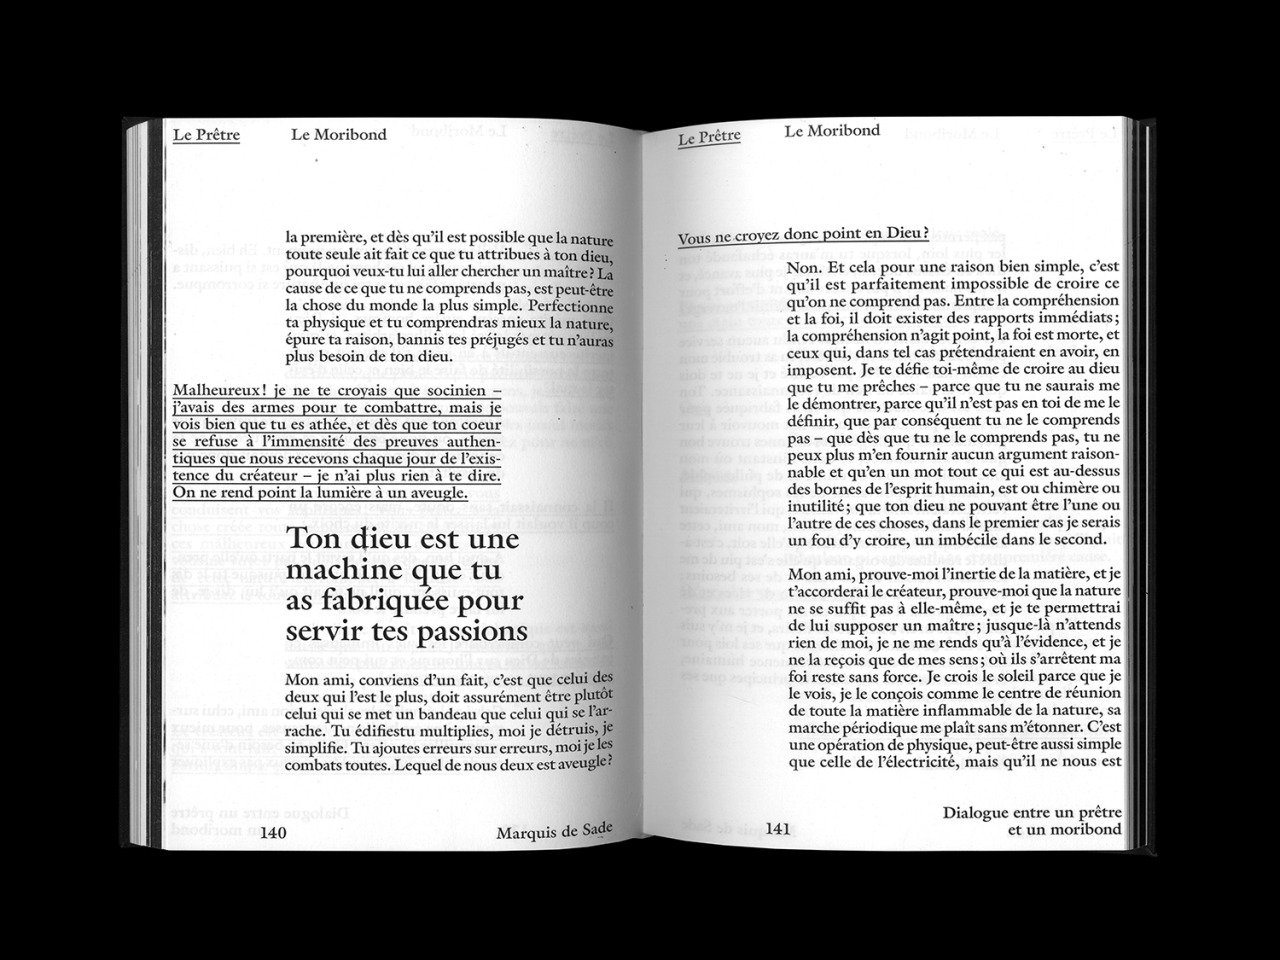 Le Prêtre
Le Moribond
la première, et dès qu'il est possible que la nature
toute seule ait fait ce que tu attribues à ton dieu,
pourquoi veux-tu lui aller chercher un maître? La
cause de ce que tu ne comprends pas, est peut-être
la chose du monde la plus simple. Perfectionne
ta physique et tu comprendras mieux la nature,
épure ta raison, bannis tes préjugés et tu n'auras
plus besoin de ton dieu.
Malheureux! je ne te croyais que socinien –
j'avais des armes pour te combattre, mais je
vois bien que tu es athée, et dès que ton coeur
se refuse à l'immensité des preuves authen-
tiques que nous recevons chaque jour de l'exis-
tence du créateur – je n'ai plus rien à te dire.
On ne rend point la lumière à un aveugle.
Ton dieu est une
machine que tu
as fabriquée pour
servir tes passions
Mon ami, conviens d'un fait, c'est que celui des
deux qui l'est le plus, doit assurément être plutôt
celui qui se met un bandeau que celui qui se l'ar-
rache. Tu édifiestu multiplies, moi je détruis, je
simplifie. Tu ajoutes erreurs sur erreurs, moi je les
combats toutes. Lequel de nous deux est aveugle?
140
Marquis de Sade
Le Prêtre
Le Moribond
Vous ne croyez donc point en Dieu?
Non. Et cela pour une raison bien simple, c'est
qu'il est parfaitement impossible de croire ce
qu'on ne comprend pas. Entre la compréhension
et la foi, il doit exister des rapports immédiats;
la compréhension n'agit point, la foi est morte, et
ceux qui, dans tel cas prétendraient en avoir, en
imposent. Je te défie toi-même de croire au dieu
que tu me prêches – parce que tu ne saurais me
le démontrer, parce qu'il n'est pas en toi de me le
définir, que par conséquent tu ne le comprends
pas – que dès que tu ne le comprends pas, tu ne
peux plus m'en fournir aucun argument raison-
nable et qu'en un mot tout ce qui est au-dessus
des bornes de l'esprit humain, est ou chimère ou
inutilité; que ton dieu ne pouvant être l'une ou
l'autre de ces choses, dans le premier cas je serais
un fou d'y croire, un imbécile dans le second.
Mon ami, prouve-moi l'inertie de la matière, et je
t'accorderai le créateur, prouve-moi que la nature
ne se suffit pas à elle-même, et je te permettrai
de lui supposer un maître; jusque-là n'attends
rien de moi, je ne me rends qu'à l'évidence, et je
ne la reçois que de mes sens; où ils s'arrêtent ma
foi reste sans force. Je crois le soleil parce que je
le vois, je le conçois comme le centre de réunion
de toute la matière inflammable de la nature, sa
marche périodique me plaît sans m'étonner. C'est
une opération de physique, peut-être aussi simple
que celle de l'électricité, mais qu'il ne nous est
141
Dialogue entre un prêtre
et un moribond